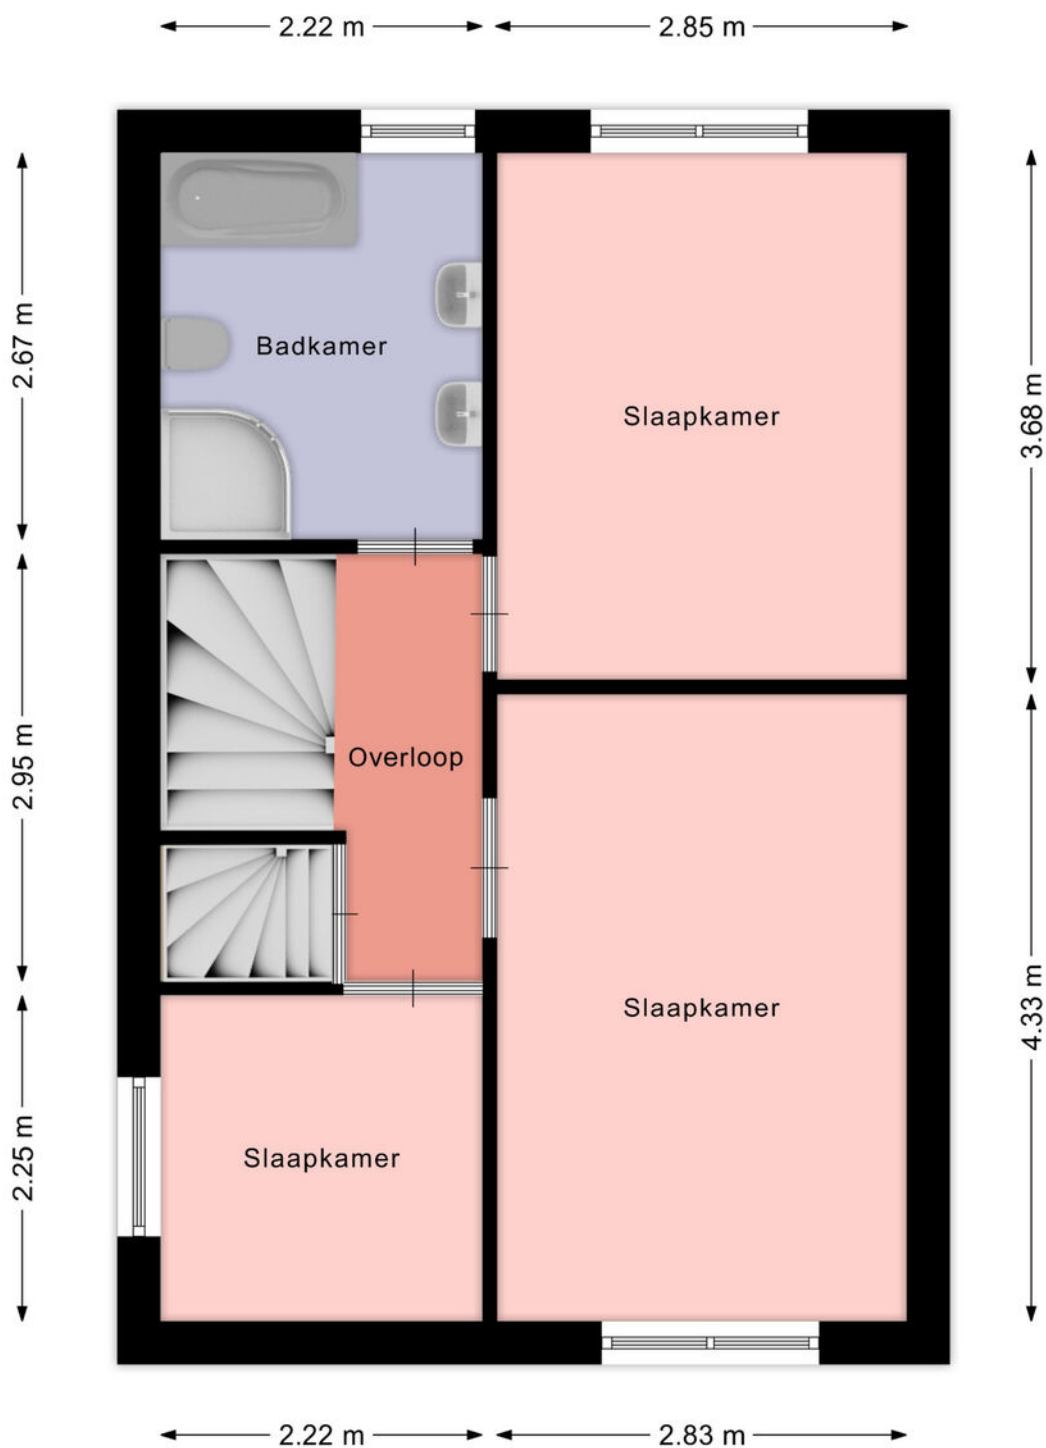 2.22 m
2.85 m
2.67 m
Badkamer
Slaapkamer
3.68 m
2.95 m
Overloop
Slaapkamer
4.33 m
2.25 m
Slaapkamer
2.22 m
2.83 m